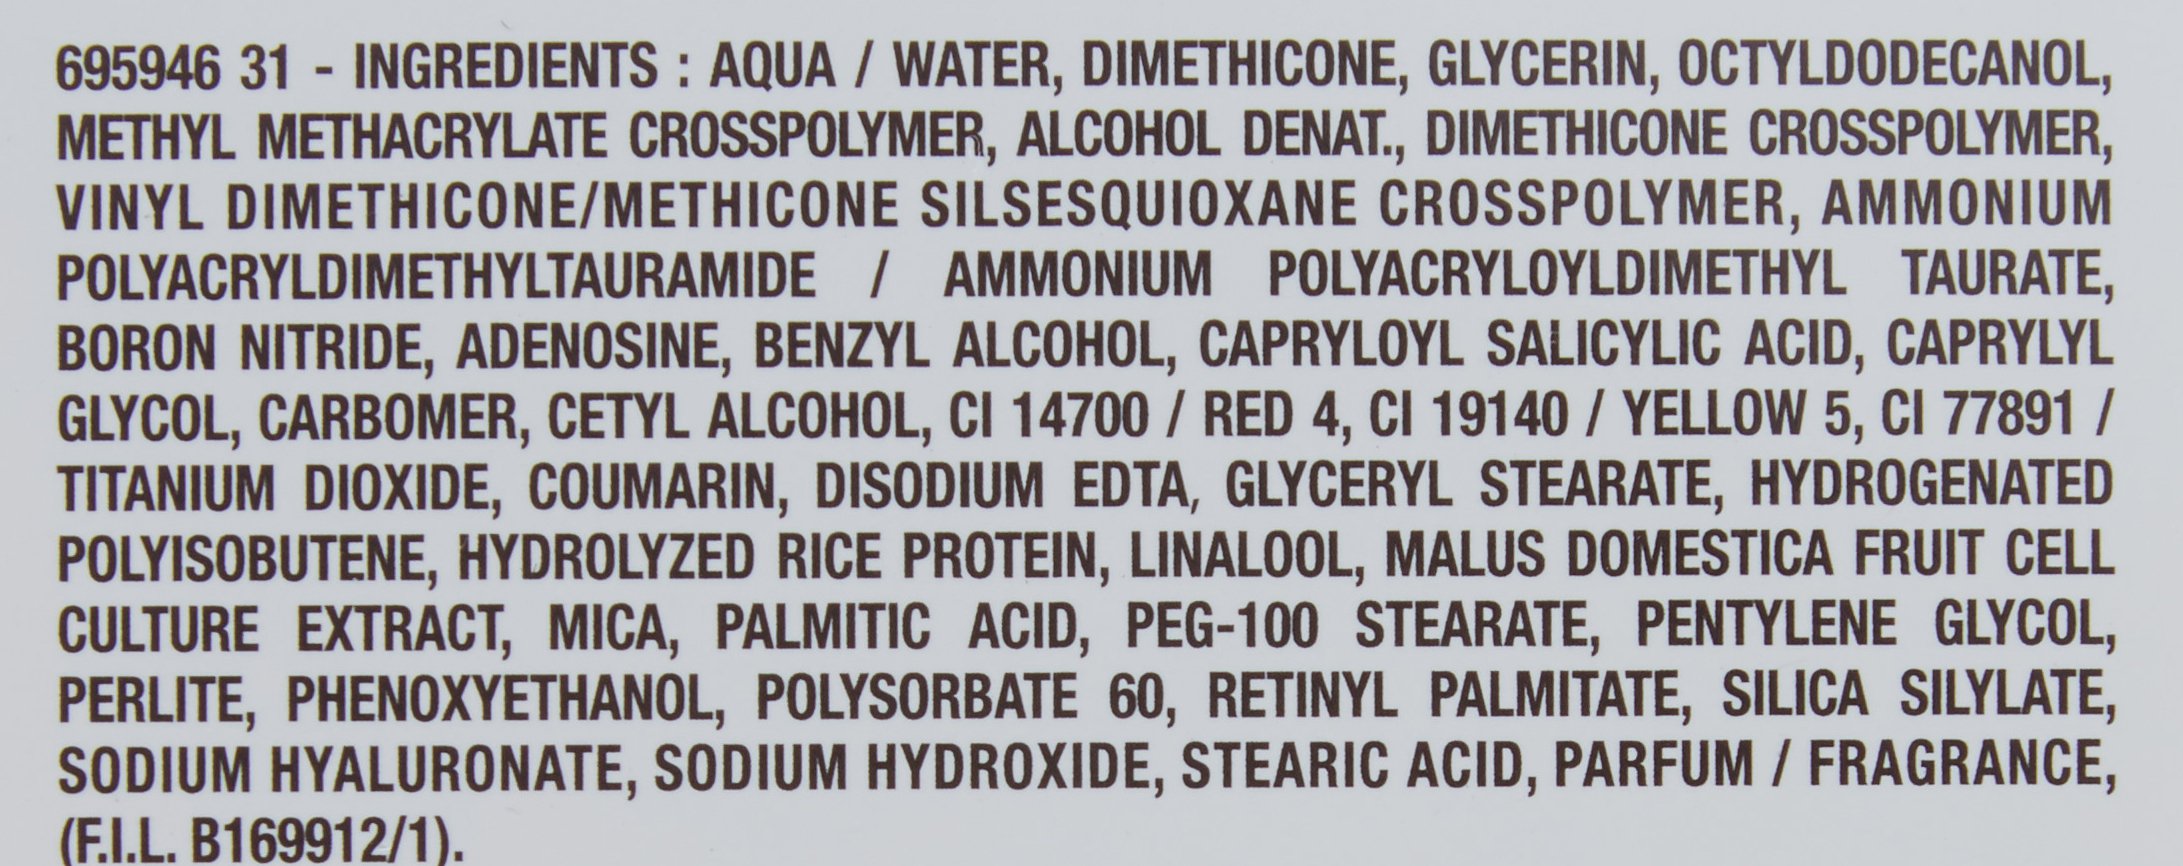 695946 31 - INGREDIENTS : AQUA / WATER, DIMETHICONE, GLYCERIN, OCTYLDODECANOL,
METHYL METHACRYLATE CROSSPOLYMER, ALCOHOL DENAT., DIMETHICONE CROSSPOLYMER,
VINYL DIMETHICONE/METHICONE SILSESQUIOXANE CROSSPOLYMER, AMMONIUM
POLYACRYLDIMETHYLTAURAMIDE / AMMONIUM POLYACRYLOYLDIMETHYL TAURATE,
BORON NITRIDE, ADENOSINE, BENZYL ALCOHOL, CAPRYLOYL SALICYLIC ACID, CAPRYLYL
GLYCOL, CARBOMER, CETYL ALCOHOL, CI 14700 / RED 4, CI 19140 / YELLOW 5, CI 77891 /
TITANIUM DIOXIDE, COUMARIN, DISODIUM EDTA, GLYCERYL STEARATE, HYDROGENATED
POLYISOBUTENE, HYDROLYZED RICE PROTEIN, LINALOOL, MALUS DOMESTICA FRUIT CELL
CULTURE EXTRACT, MICA, PALMITIC ACID, PEG-100 STEARATE, PENTYLENE GLYCOL,
PERLITE, PHENOXYETHANOL, POLYSORBATE 60, RETINYL PALMITATE, SILICA SILYLATE,
SODIUM HYALURONATE, SODIUM HYDROXIDE, STEARIC ACID, PARFUM / FRAGRANCE,
(F.I.L. B169912/1).